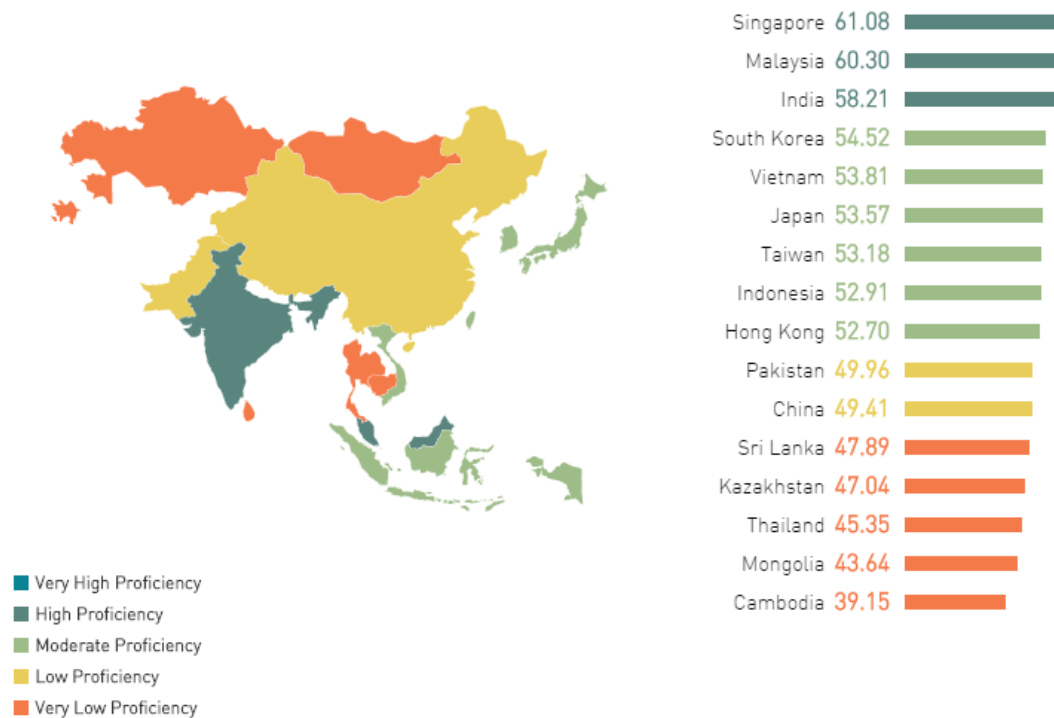 Singapore 61.08
Malaysia 60.30
India 58.21
South Korea 54.52
Vietnam 53.81
Japan 53.57
Taiwan 53.18
Indonesia 52.91
Hong Kong 52.70
Pakistan 49.96
China 49.41
Sri Lanka 47.89
Kazakhstan 47.04
Thailand 45.35
Mongolia 43.64
Cambodia 39.15
Very High Proficiency
High Proficiency
Moderate Proficiency
Low Proficiency
Very Low Proficiency